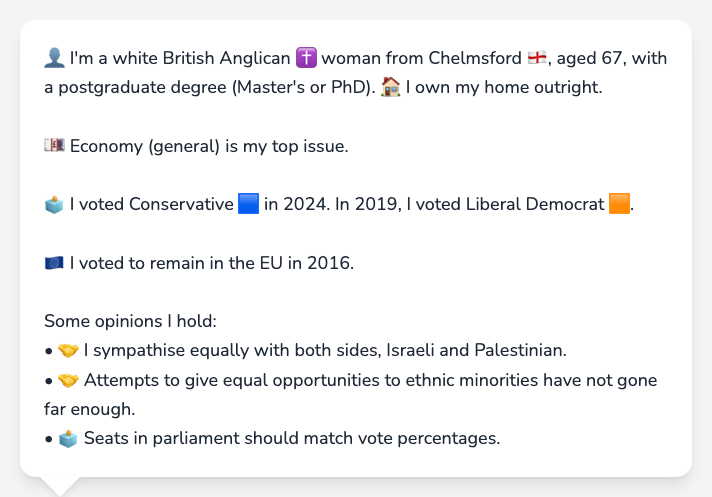 👤 I'm a white British Anglican ✝️ woman from Chelmsford 🏴󠁧󠁢󠁥󠁮󠁧󠁿, aged 67, with
a postgraduate degree (Master's or PhD). 🏠 I own my home outright.
💷 Economy (general) is my top issue.
🗳️ I voted Conservative 🟦 in 2024. In 2019, I voted Liberal Democrat 🟧.
🇪🇺 I voted to remain in the EU in 2016.
Some opinions I hold:
• 🤝 I sympathise equally with both sides, Israeli and Palestinian.
• 🤝 Attempts to give equal opportunities to ethnic minorities have not gone
far enough.
• 🗳️ Seats in parliament should match vote percentages.